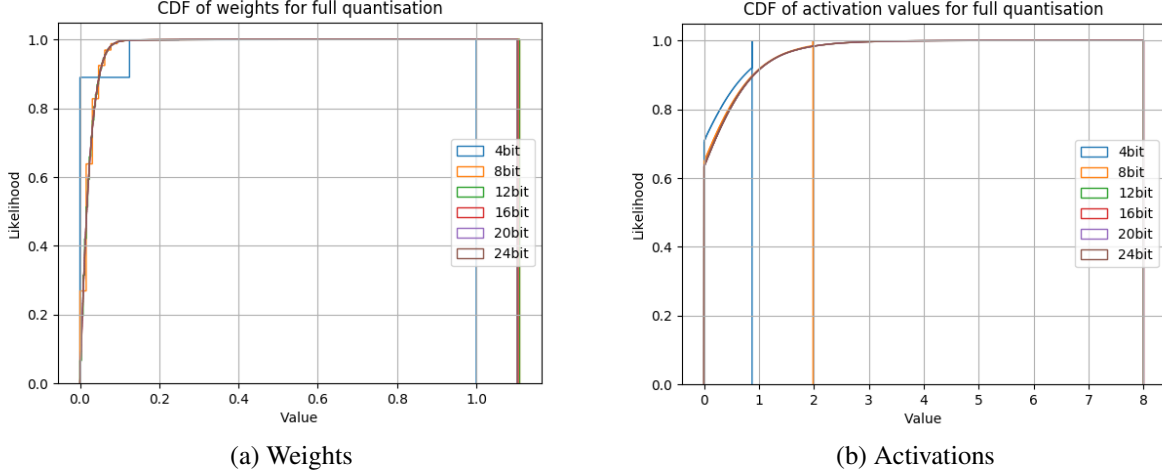 CDF of weights for full quantisation
1.0
0.8
0.6
0.4
0.2
0.0
Likelihood
4bit
8bit
12bit
16bit
20bit
24bit
0.0 0.2 0.4 0.6 0.8 1.0
Value
(a) Weights
CDF of activation values for full quantisation
1.0
0.8
0.6
0.4
0.2
0.0
Likelihood
4bit
8bit
12bit
16bit
20bit
24bit
0 1 2 3 4 5 6 7 8
Value
(b) Activations